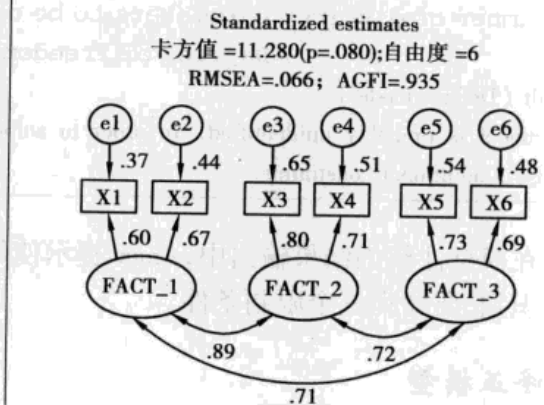 Standardized estimates
卡方值 =11.280(p=.080);自由度 =6
RMSEA=.066; AGFI=.935
e1 e2 e3 e4 e5 e6
.37 .44 .65 .51 .54 .48
X1 X2 X3 X4 X5 X6
.60 .67 .80 .71 .73 .69
FACT_1 FACT_2 FACT_3
.89 .72
.71